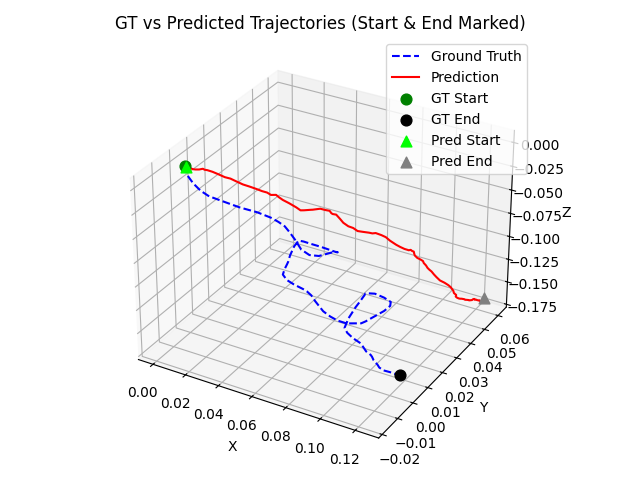 GT vs Predicted Trajectories (Start & End Marked)
Ground Truth
Prediction
GT Start
GT End
Pred Start
Pred End
0.000
−0.025
−0.050
−0.075
Z
−0.100
−0.125
−0.150
−0.175
0.06
0.05
0.04
0.03
0.02
0.01
0.00
−0.01
−0.02
Y
0.00
0.02
0.04
0.06
0.08
0.10
0.12
X